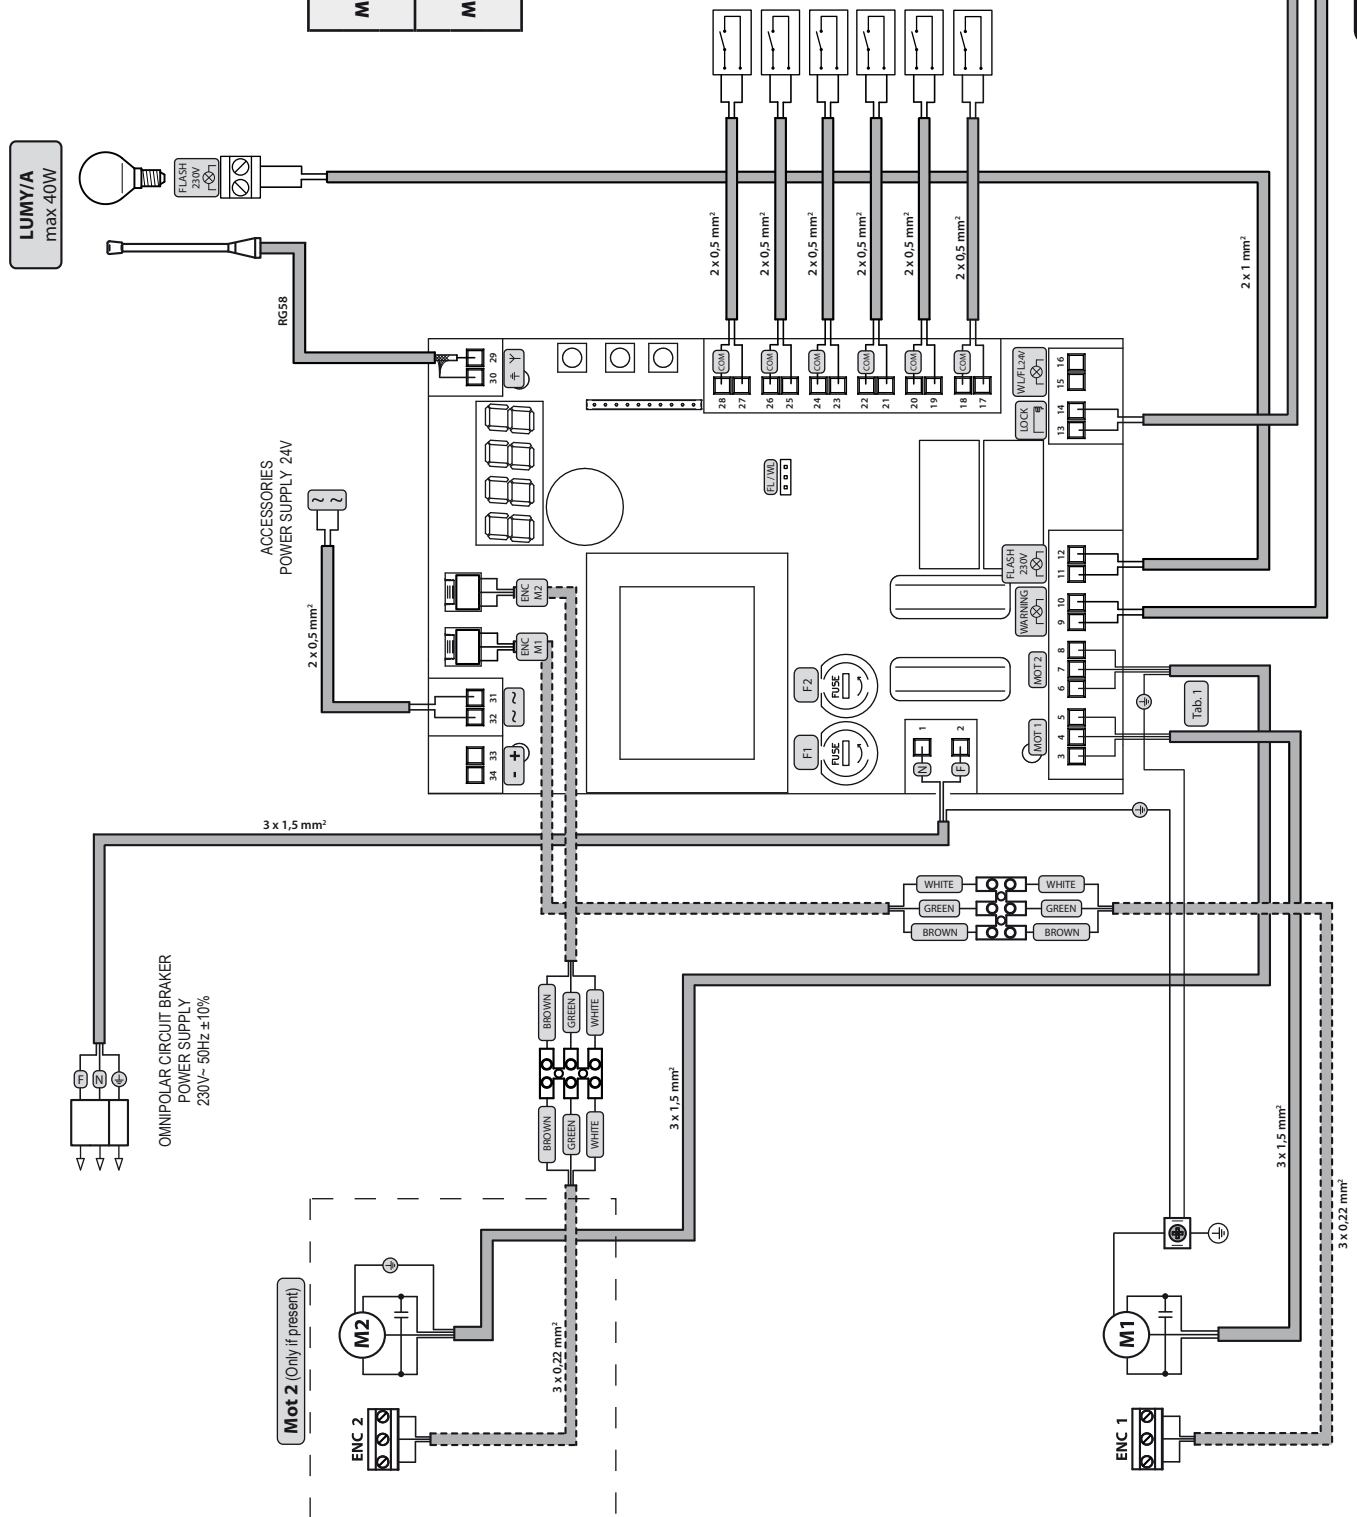 W
W
LUMY/A
max 40W
FLASH
230V
RG58
2 x 0,5 mm²
2 x 0,5 mm²
2 x 0,5 mm²
2 x 0,5 mm²
2 x 0,5 mm²
2 x 0,5 mm²
2 x 1 mm²
29
30
COM
COM
COM
COM
COM
COM
28
27
26
25
24
23
22
21
20
19
18
17
WL/FL24V
16
15
LOCK
14
13
FL / WL
ACCESSORIES
POWER SUPPLY 24V
~ ~
2 x 0,5 mm²
ENC
M2
ENC
M1
31
32
~ ~
33
34
- +
F2
FUSE
F1
FUSE
1
2
N
F
FLASH
230V
12
11
WARNING
10
9
MOT 2
8
7
6
MOT 1
5
4
3
Tab. 1
3 x 1,5 mm²
WHITE
GREEN
BROWN
WHITE
GREEN
BROWN
OMNIPOLAR CIRCUIT BRAKER
POWER SUPPLY
230V~ 50Hz ±10%
F
N
BROWN
GREEN
WHITE
BROWN
GREEN
WHITE
3 x 1,5 mm²
3 x 1,5 mm²
3 x 0,22 mm²
Mot 2 (Only if present)
M2
3 x 0,22 mm²
ENC 2
M1
ENC 1